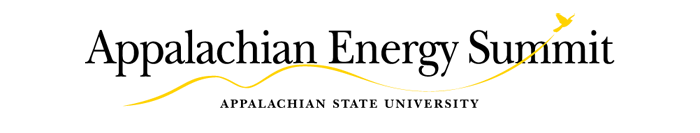 Appalachian Energy Summit
APPALACHIAN STATE UNIVERSITY